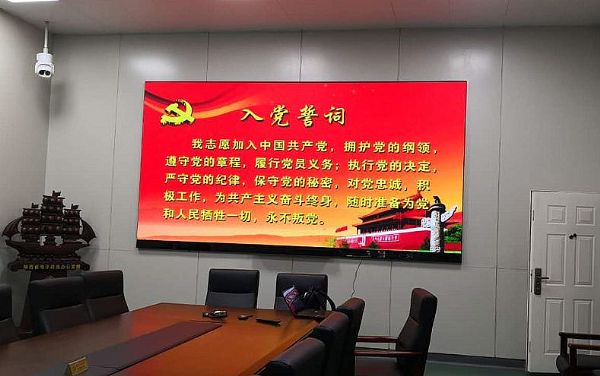 入党誓词
我志愿加入中国共产党，拥护党的纲领，
遵守党的章程，履行党员义务；执行党的决定，
严守党的纪律，保守党的秘密，对党忠诚，积
极工作，为共产主义奋斗终身，随时准备为党
和人民牺牲一切，永不叛党。